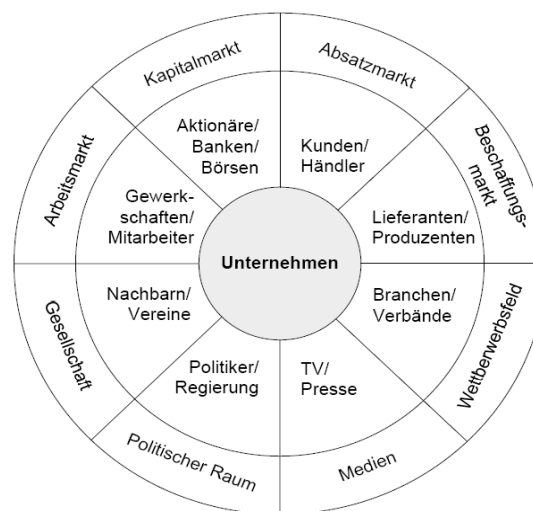 Kapitalmarkt
Absatzmarkt
Beschaffungs-
markt
Wettberwerbsfeld
Medien
Politischer Raum
Gesellschaft
Arbeitsmarkt
Aktionäre/
Banken/
Börsen
Kunden/
Händler
Lieferanten/
Produzenten
Branchen/
Verbände
TV/
Presse
Politiker/
Regierung
Nachbarn/
Vereine
Gewerk-
schaften/
Mitarbeiter
Unternehmen